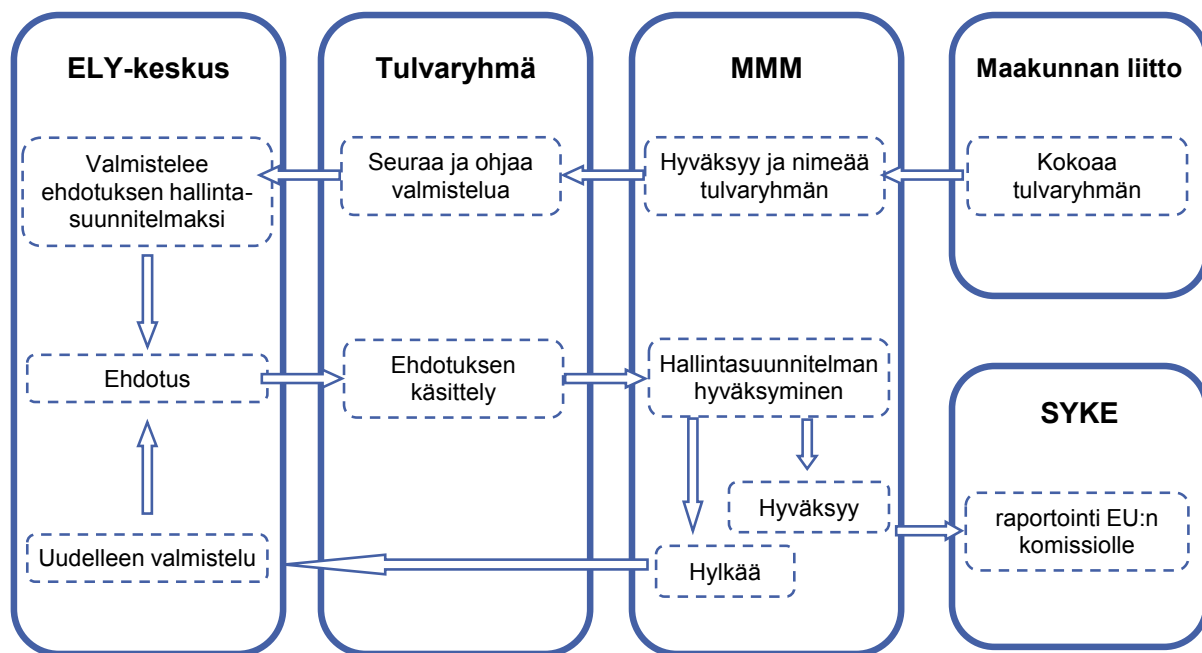 ELY-keskus
Valmistelee
ehdotuksen hallinta-
suunnitelmaksi
Ehdotus
Uudelleen valmistelu
Tulvaryhmä
Seuraa ja ohjaa
valmistelua
Ehdotuksen
käsittely
MMM
Hyväksyy ja nimeää
tulvaryhmän
Hallintasuunnitelman
hyväksyminen
Hyväksyy
Hylkää
Maakunnan liitto
Kokoaa
tulvaryhmän
SYKE
raportointi EU:n
komissiolle